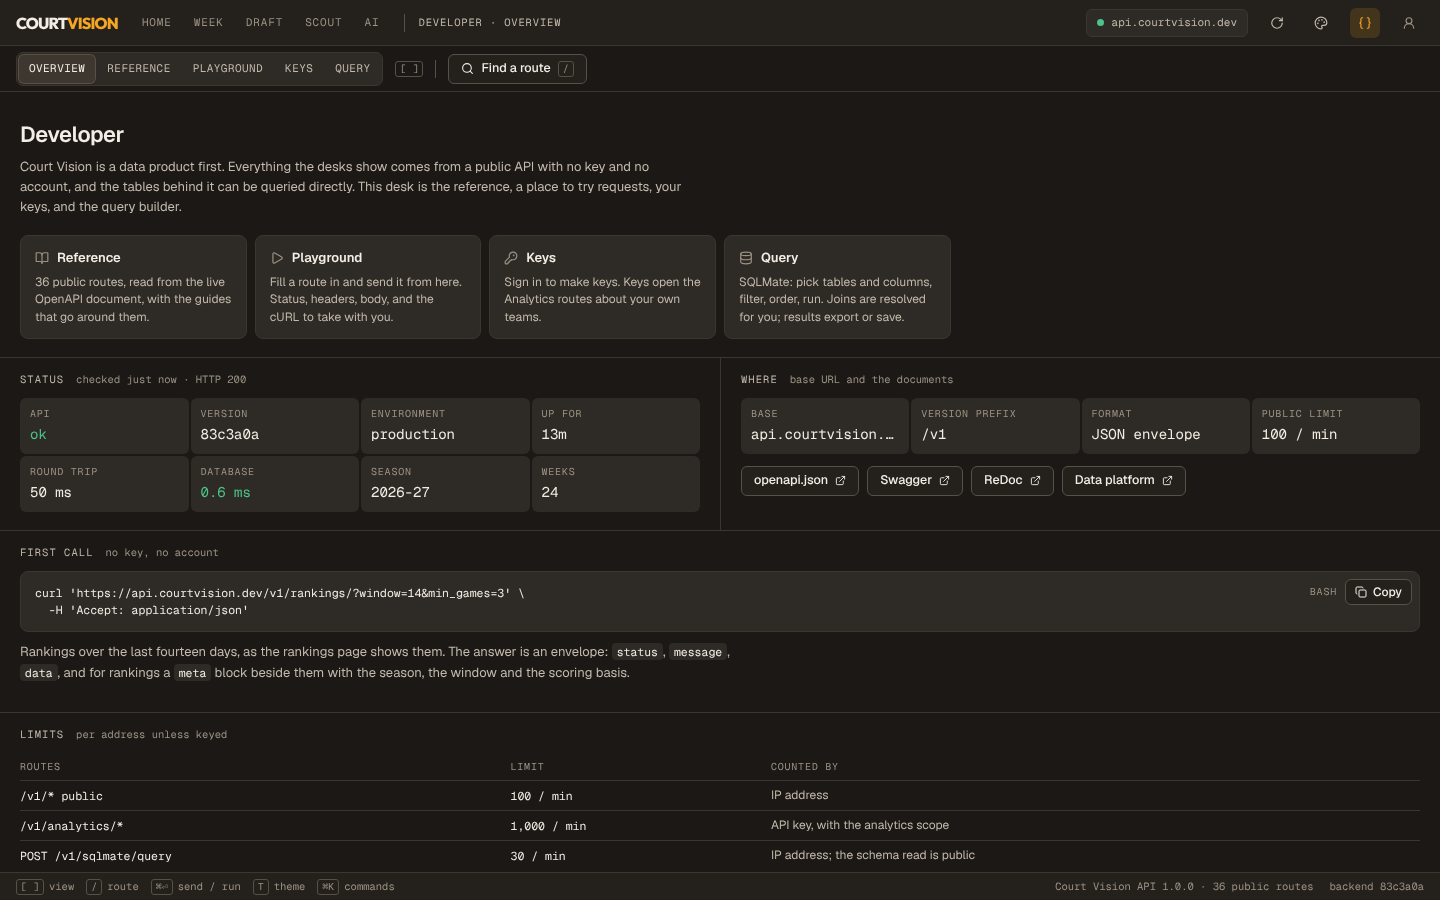 COURTVISION HOME WEEK DRAFT SCOUT AI DEVELOPER · OVERVIEW api.courtvision.dev {}
OVERVIEW REFERENCE PLAYGROUND KEYS QUERY [ ] Find a route /
Developer
Court Vision is a data product first. Everything the desks show comes from a public API with no key and no
account, and the tables behind it can be queried directly. This desk is the reference, a place to try requests, your
keys, and the query builder.
Reference
36 public routes, read from the live
OpenAPI document, with the guides
that go around them.
Playground
Fill a route in and send it from here.
Status, headers, body, and the
cURL to take with you.
Keys
Sign in to make keys. Keys open the
Analytics routes about your own
teams.
Query
SQLMate: pick tables and columns,
filter, order, run. Joins are resolved
for you; results export or save.
STATUS checked just now · HTTP 200
API VERSION ENVIRONMENT UP FOR
ok 83c3a0a production 13m
ROUND TRIP DATABASE SEASON WEEKS
50 ms 0.6 ms 2026-27 24
WHERE base URL and the documents
BASE VERSION PREFIX FORMAT PUBLIC LIMIT
api.courtvision.… /v1 JSON envelope 100 / min
openapi.json Swagger ReDoc Data platform
FIRST CALL no key, no account
curl 'https://api.courtvision.dev/v1/rankings/?window=14&min_games=3' \
-H 'Accept: application/json'
BASH Copy
Rankings over the last fourteen days, as the rankings page shows them. The answer is an envelope: status, message,
data, and for rankings a meta block beside them with the season, the window and the scoring basis.
LIMITS per address unless keyed
ROUTES LIMIT COUNTED BY
/v1/* public 100 / min IP address
/v1/analytics/* 1,000 / min API key, with the analytics scope
POST /v1/sqlmate/query 30 / min IP address; the schema read is public
[ ] view / route ⌘⏎ send / run T theme ⌘K commands Court Vision API 1.0.0 · 36 public routes backend 83c3a0a